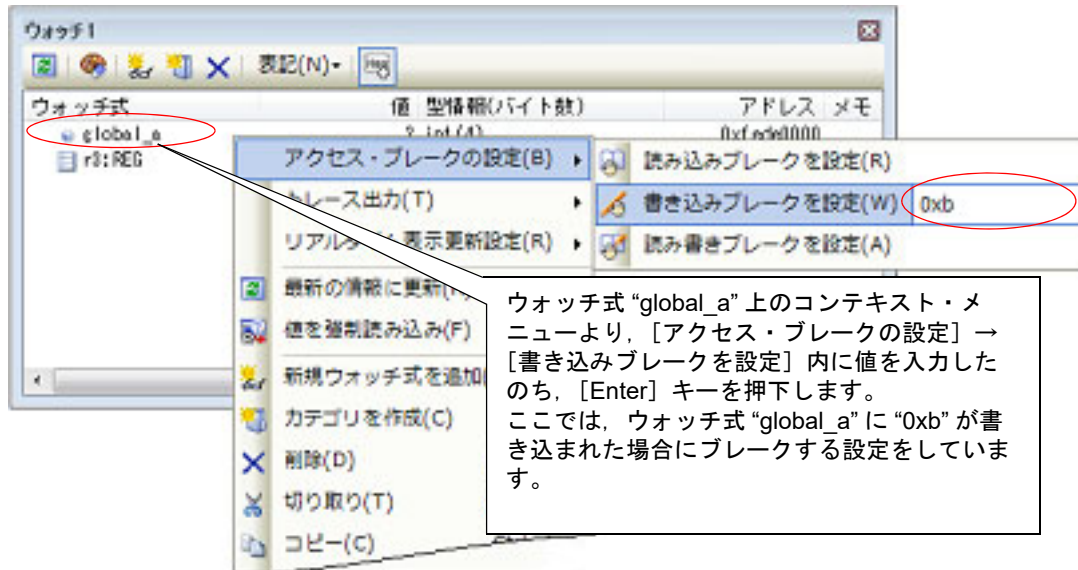 ウォッチ1
表記(N)
ウォッチ式 値 型情報(バイト数) アドレス メモ
global_a ? int(4) 0xfede0000
r3:REG
アクセス・ブレークの設定(B)
読み込みブレークを設定(R)
トレース出力(T)
書き込みブレークを設定(W) 0xb
表示更新設定(R)
読み書きブレークを設定(A)
最新の情報に更新
値を強制読み込み(F)
新規ウォッチ式を追加
カテゴリを作成(C)
削除(D)
切り取り(T)
コピー(C)
ウォッチ式 “global_a” 上のコンテキスト・メ
ニューより,［アクセス・ブレークの設定］→
［書き込みブレークを設定］内に値を入力した
のち,［Enter］キーを押下します。
ここでは, ウォッチ式 “global_a” に “0xb” が書
き込まれた場合にブレークする設定をしていま
す。